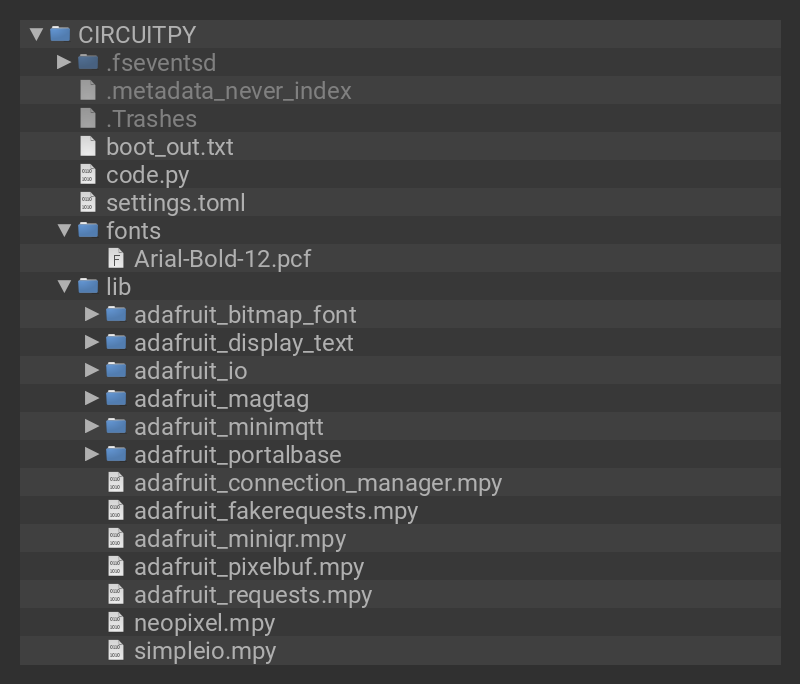 CIRCUITPY
.fseventsd
.metadata_never_index
.Trashes
boot_out.txt
code.py
settings.toml
fonts
Arial-Bold-12.pcf
lib
adafruit_bitmap_font
adafruit_display_text
adafruit_io
adafruit_magtag
adafruit_minimqtt
adafruit_portalbase
adafruit_connection_manager.mpy
adafruit_fakerequests.mpy
adafruit_miniqr.mpy
adafruit_pixelbuf.mpy
adafruit_requests.mpy
neopixel.mpy
simpleio.mpy